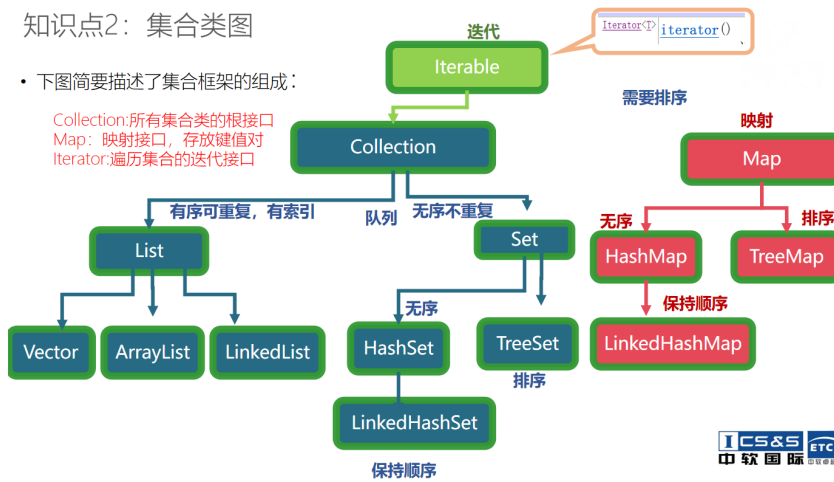 知识点2：集合类图
迭代
Iterator<T> iterator()
、
Iterable
• 下图简要描述了集合框架的组成：
需要排序
Collection:所有集合类的根接口
Map：映射接口，存放键值对
Iterator:遍历集合的迭代接口
映射
Collection
Map
有序可重复，有索引
队列
无序不重复
无序
排序
List
Set
HashMap
TreeMap
无序
保持顺序
Vector
ArrayList
LinkedList
HashSet
TreeSet
LinkedHashMap
排序
LinkedHashSet
保持顺序
ICS&S
ETC
中软国际